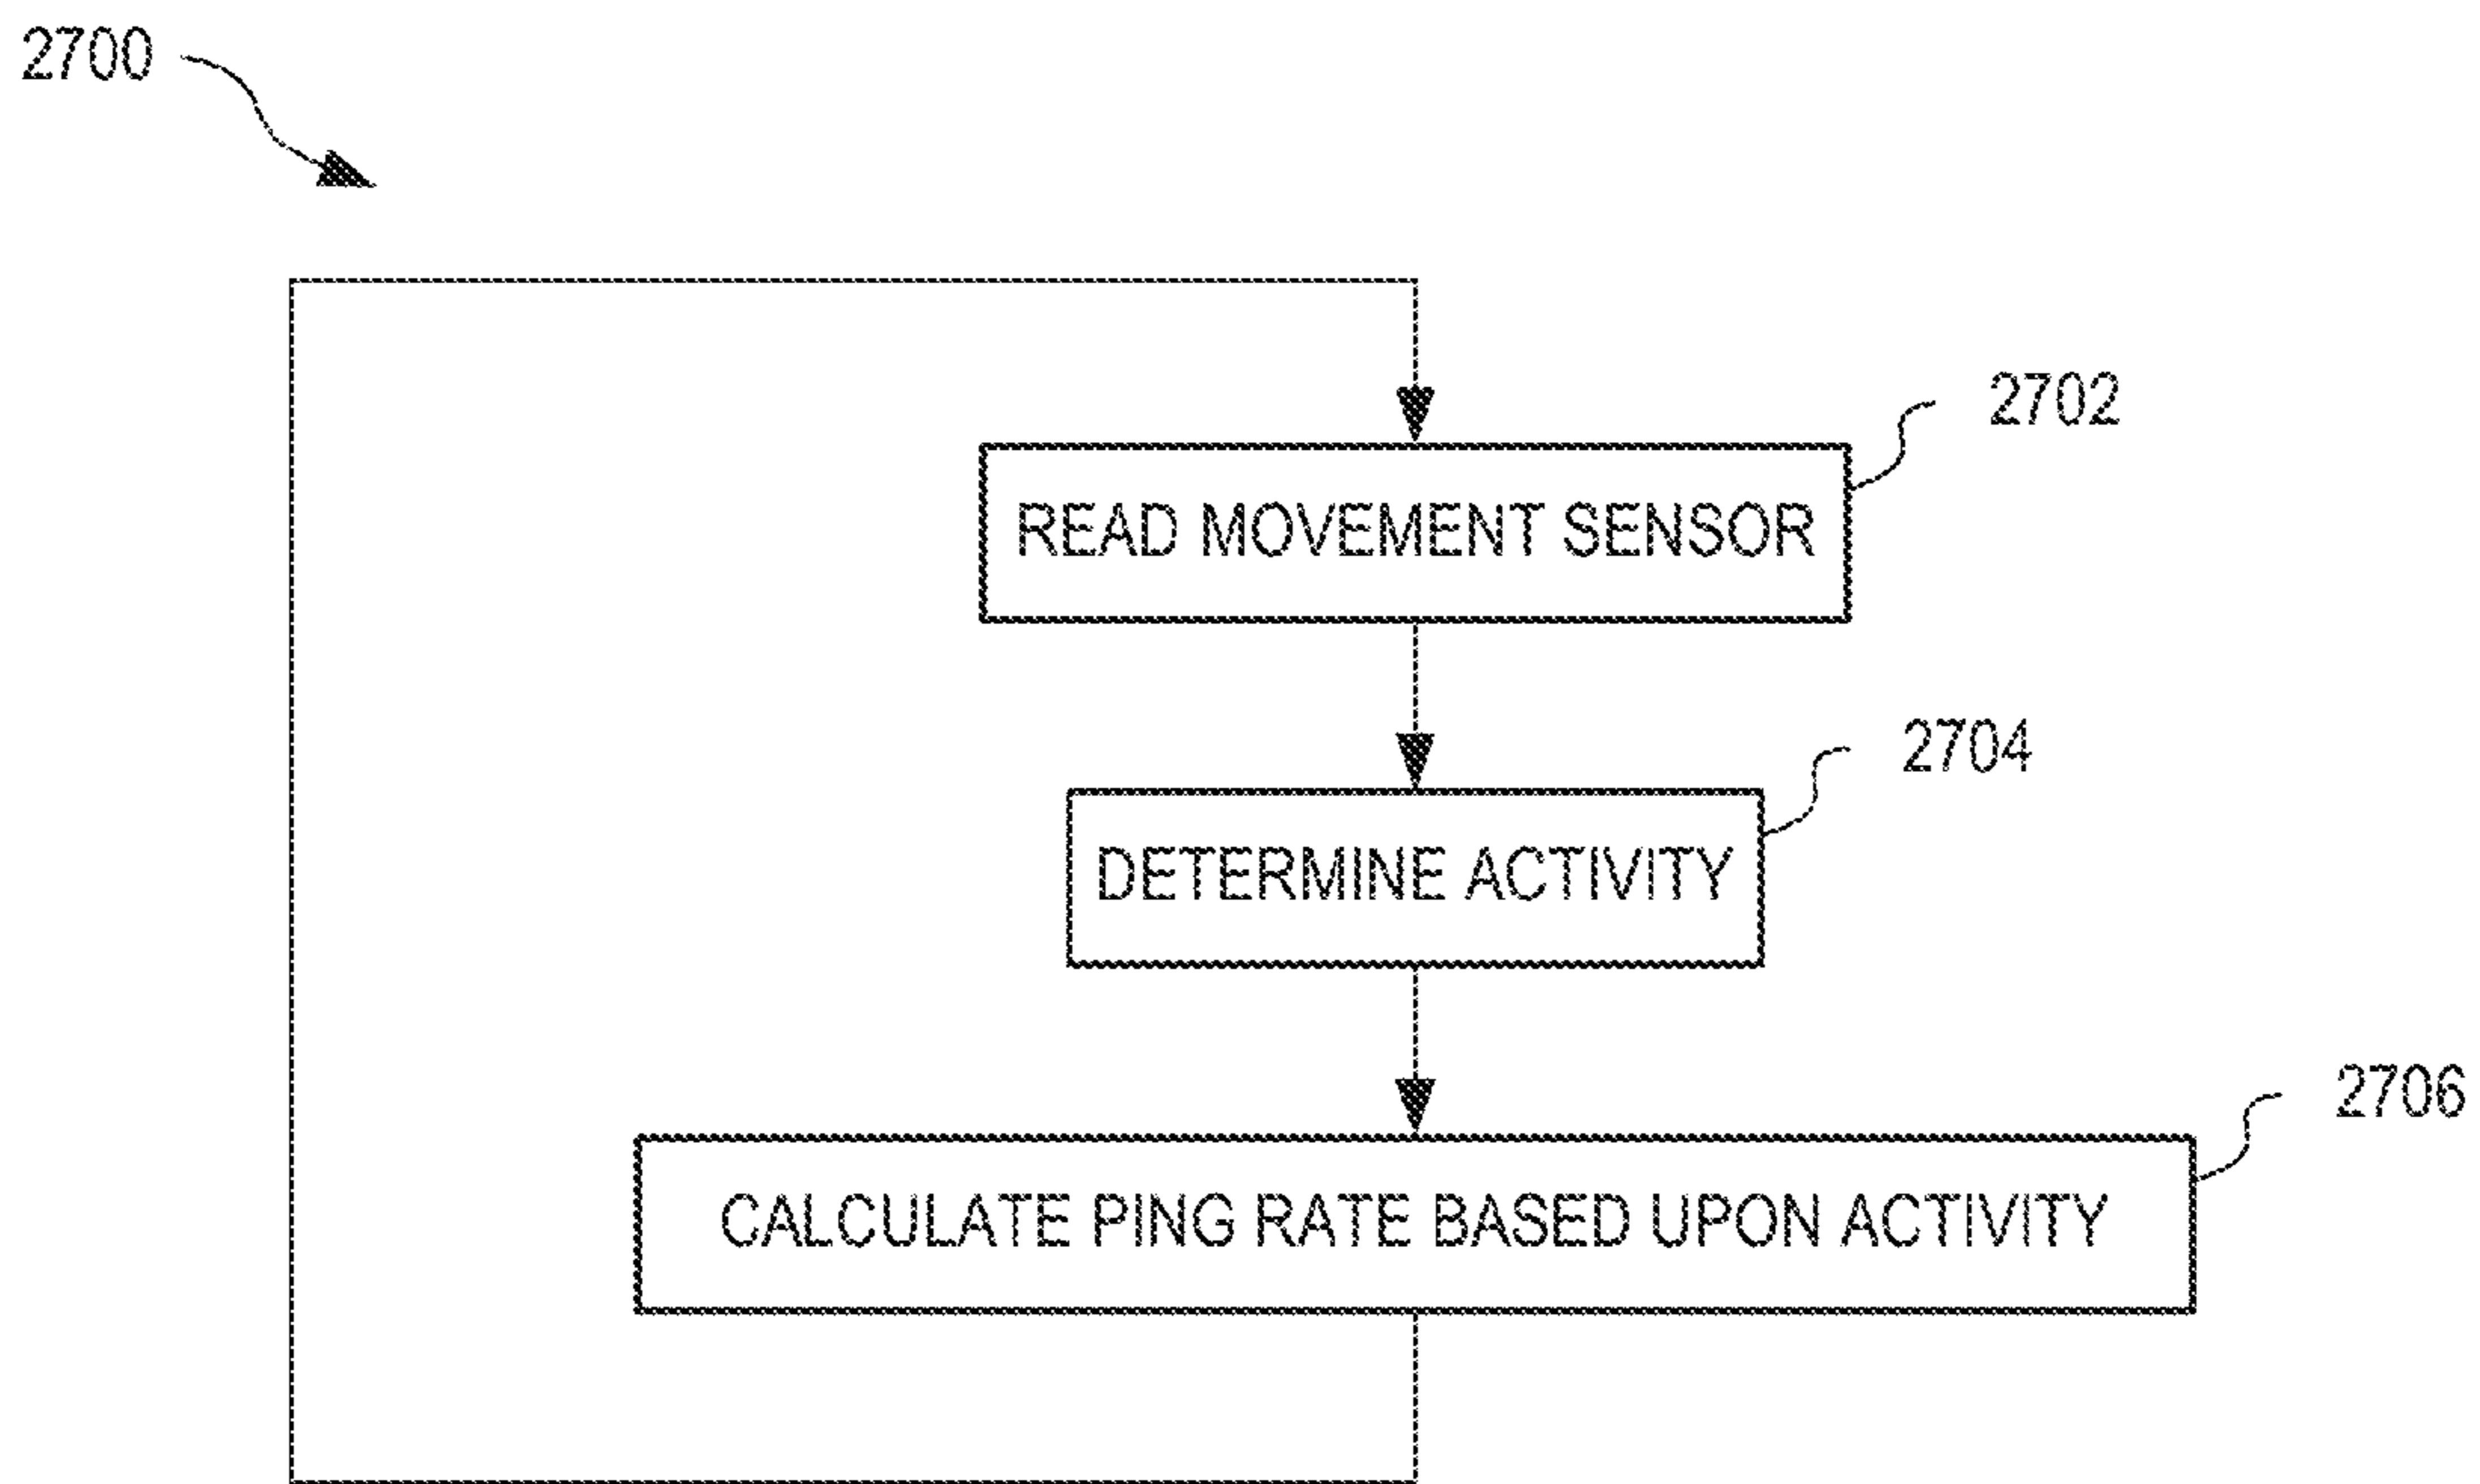 2700
2702
READ MOVEMENT SENSOR
2704
DETERMINE ACTIVITY
2706
CALCULATE PING RATE BASED UPON ACTIVITY